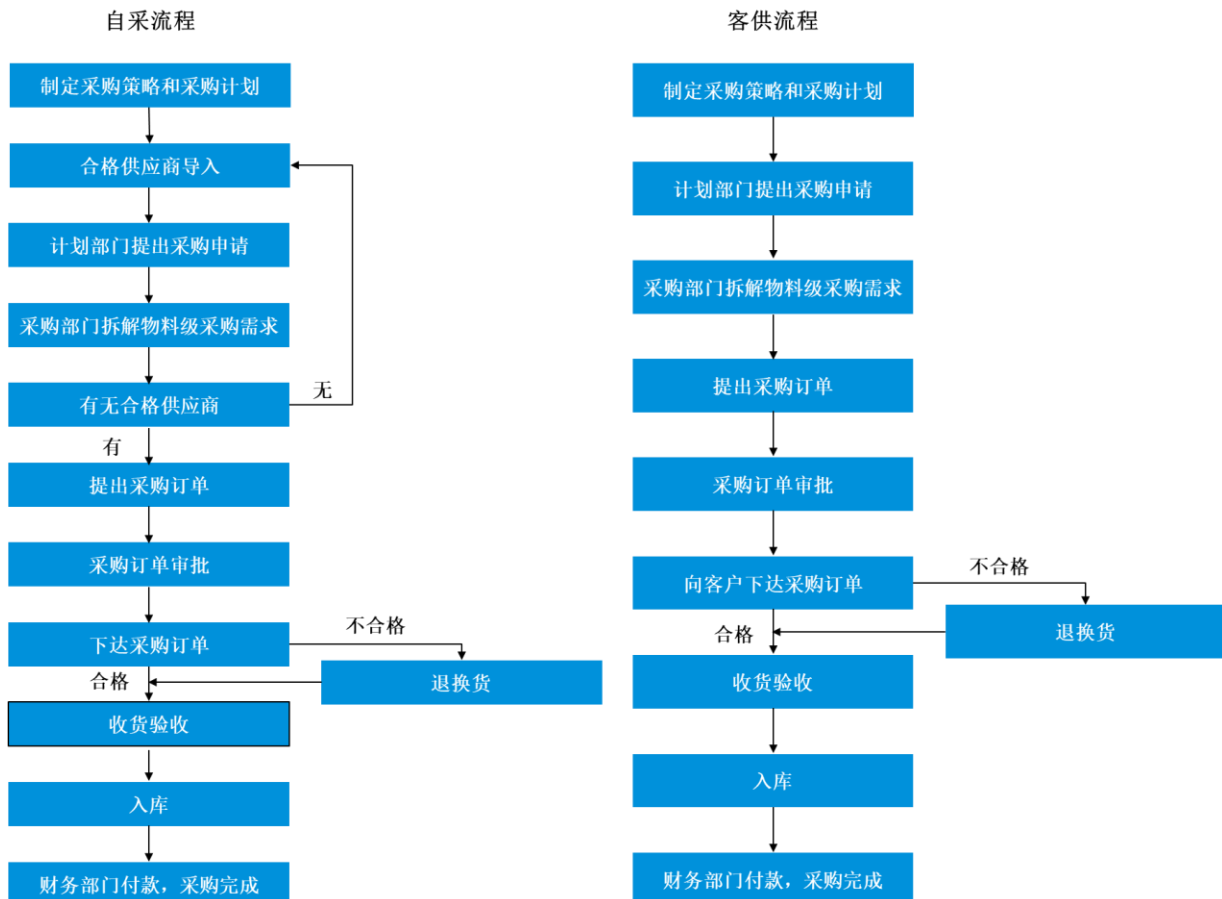 自采流程
制定采购策略和采购计划
合格供应商导入
计划部门提出采购申请
采购部门拆解物料级采购需求
有无合格供应商
无
有
提出采购订单
采购订单审批
下达采购订单
不合格
合格
退换货
收货验收
入库
财务部门付款，采购完成
客供流程
制定采购策略和采购计划
计划部门提出采购申请
采购部门拆解物料级采购需求
提出采购订单
采购订单审批
向客户下达采购订单
不合格
合格
退换货
收货验收
入库
财务部门付款，采购完成